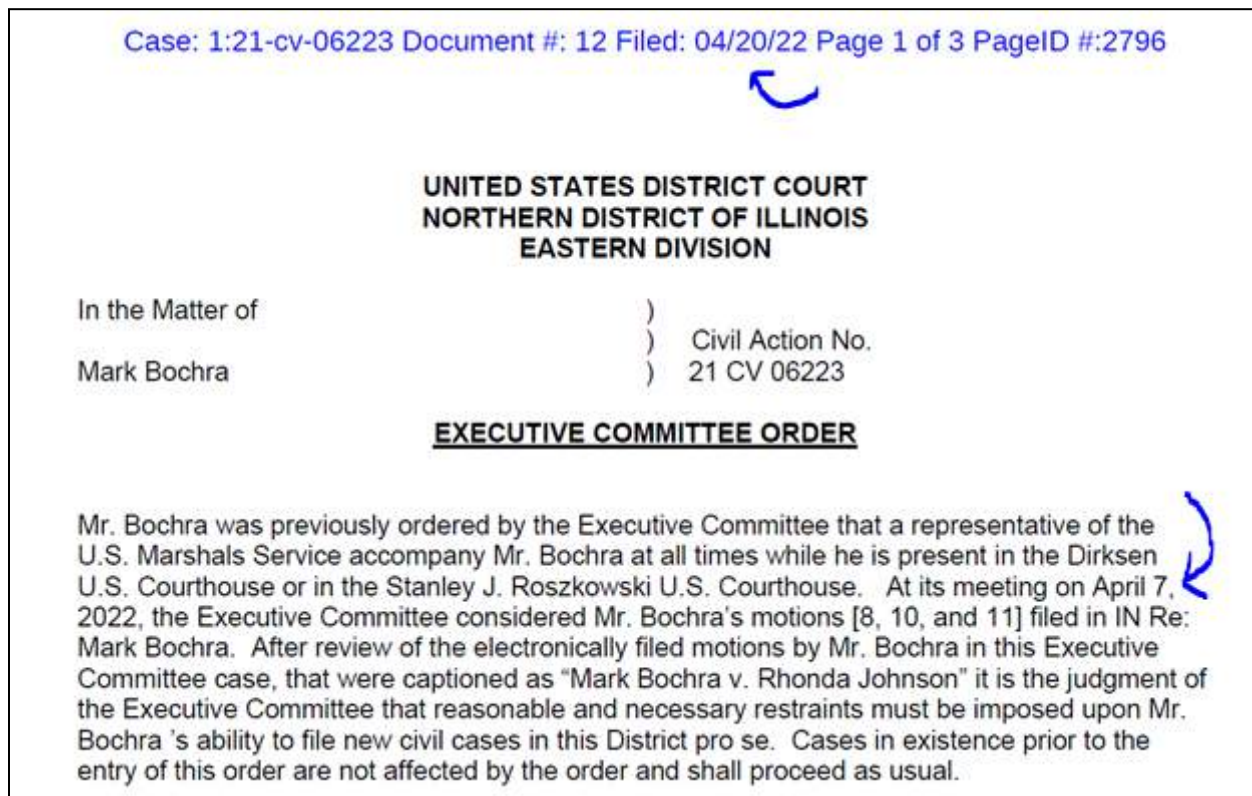 Case: 1:21-cv-06223 Document #: 12 Filed: 04/20/22 Page 1 of 3 PageID #:2796
UNITED STATES DISTRICT COURT
NORTHERN DISTRICT OF ILLINOIS
EASTERN DIVISION
In the Matter of )
) Civil Action No.
Mark Bochra ) 21 CV 06223
EXECUTIVE COMMITTEE ORDER
Mr. Bochra was previously ordered by the Executive Committee that a representative of the
U.S. Marshals Service accompany Mr. Bochra at all times while he is present in the Dirksen
U.S. Courthouse or in the Stanley J. Roszkowski U.S. Courthouse. At its meeting on April 7,
2022, the Executive Committee considered Mr. Bochra's motions [8, 10, and 11] filed in IN Re:
Mark Bochra. After review of the electronically filed motions by Mr. Bochra in this Executive
Committee case, that were captioned as “Mark Bochra v. Rhonda Johnson” it is the judgment of
the Executive Committee that reasonable and necessary restraints must be imposed upon Mr.
Bochra 's ability to file new civil cases in this District pro se. Cases in existence prior to the
entry of this order are not affected by the order and shall proceed as usual.